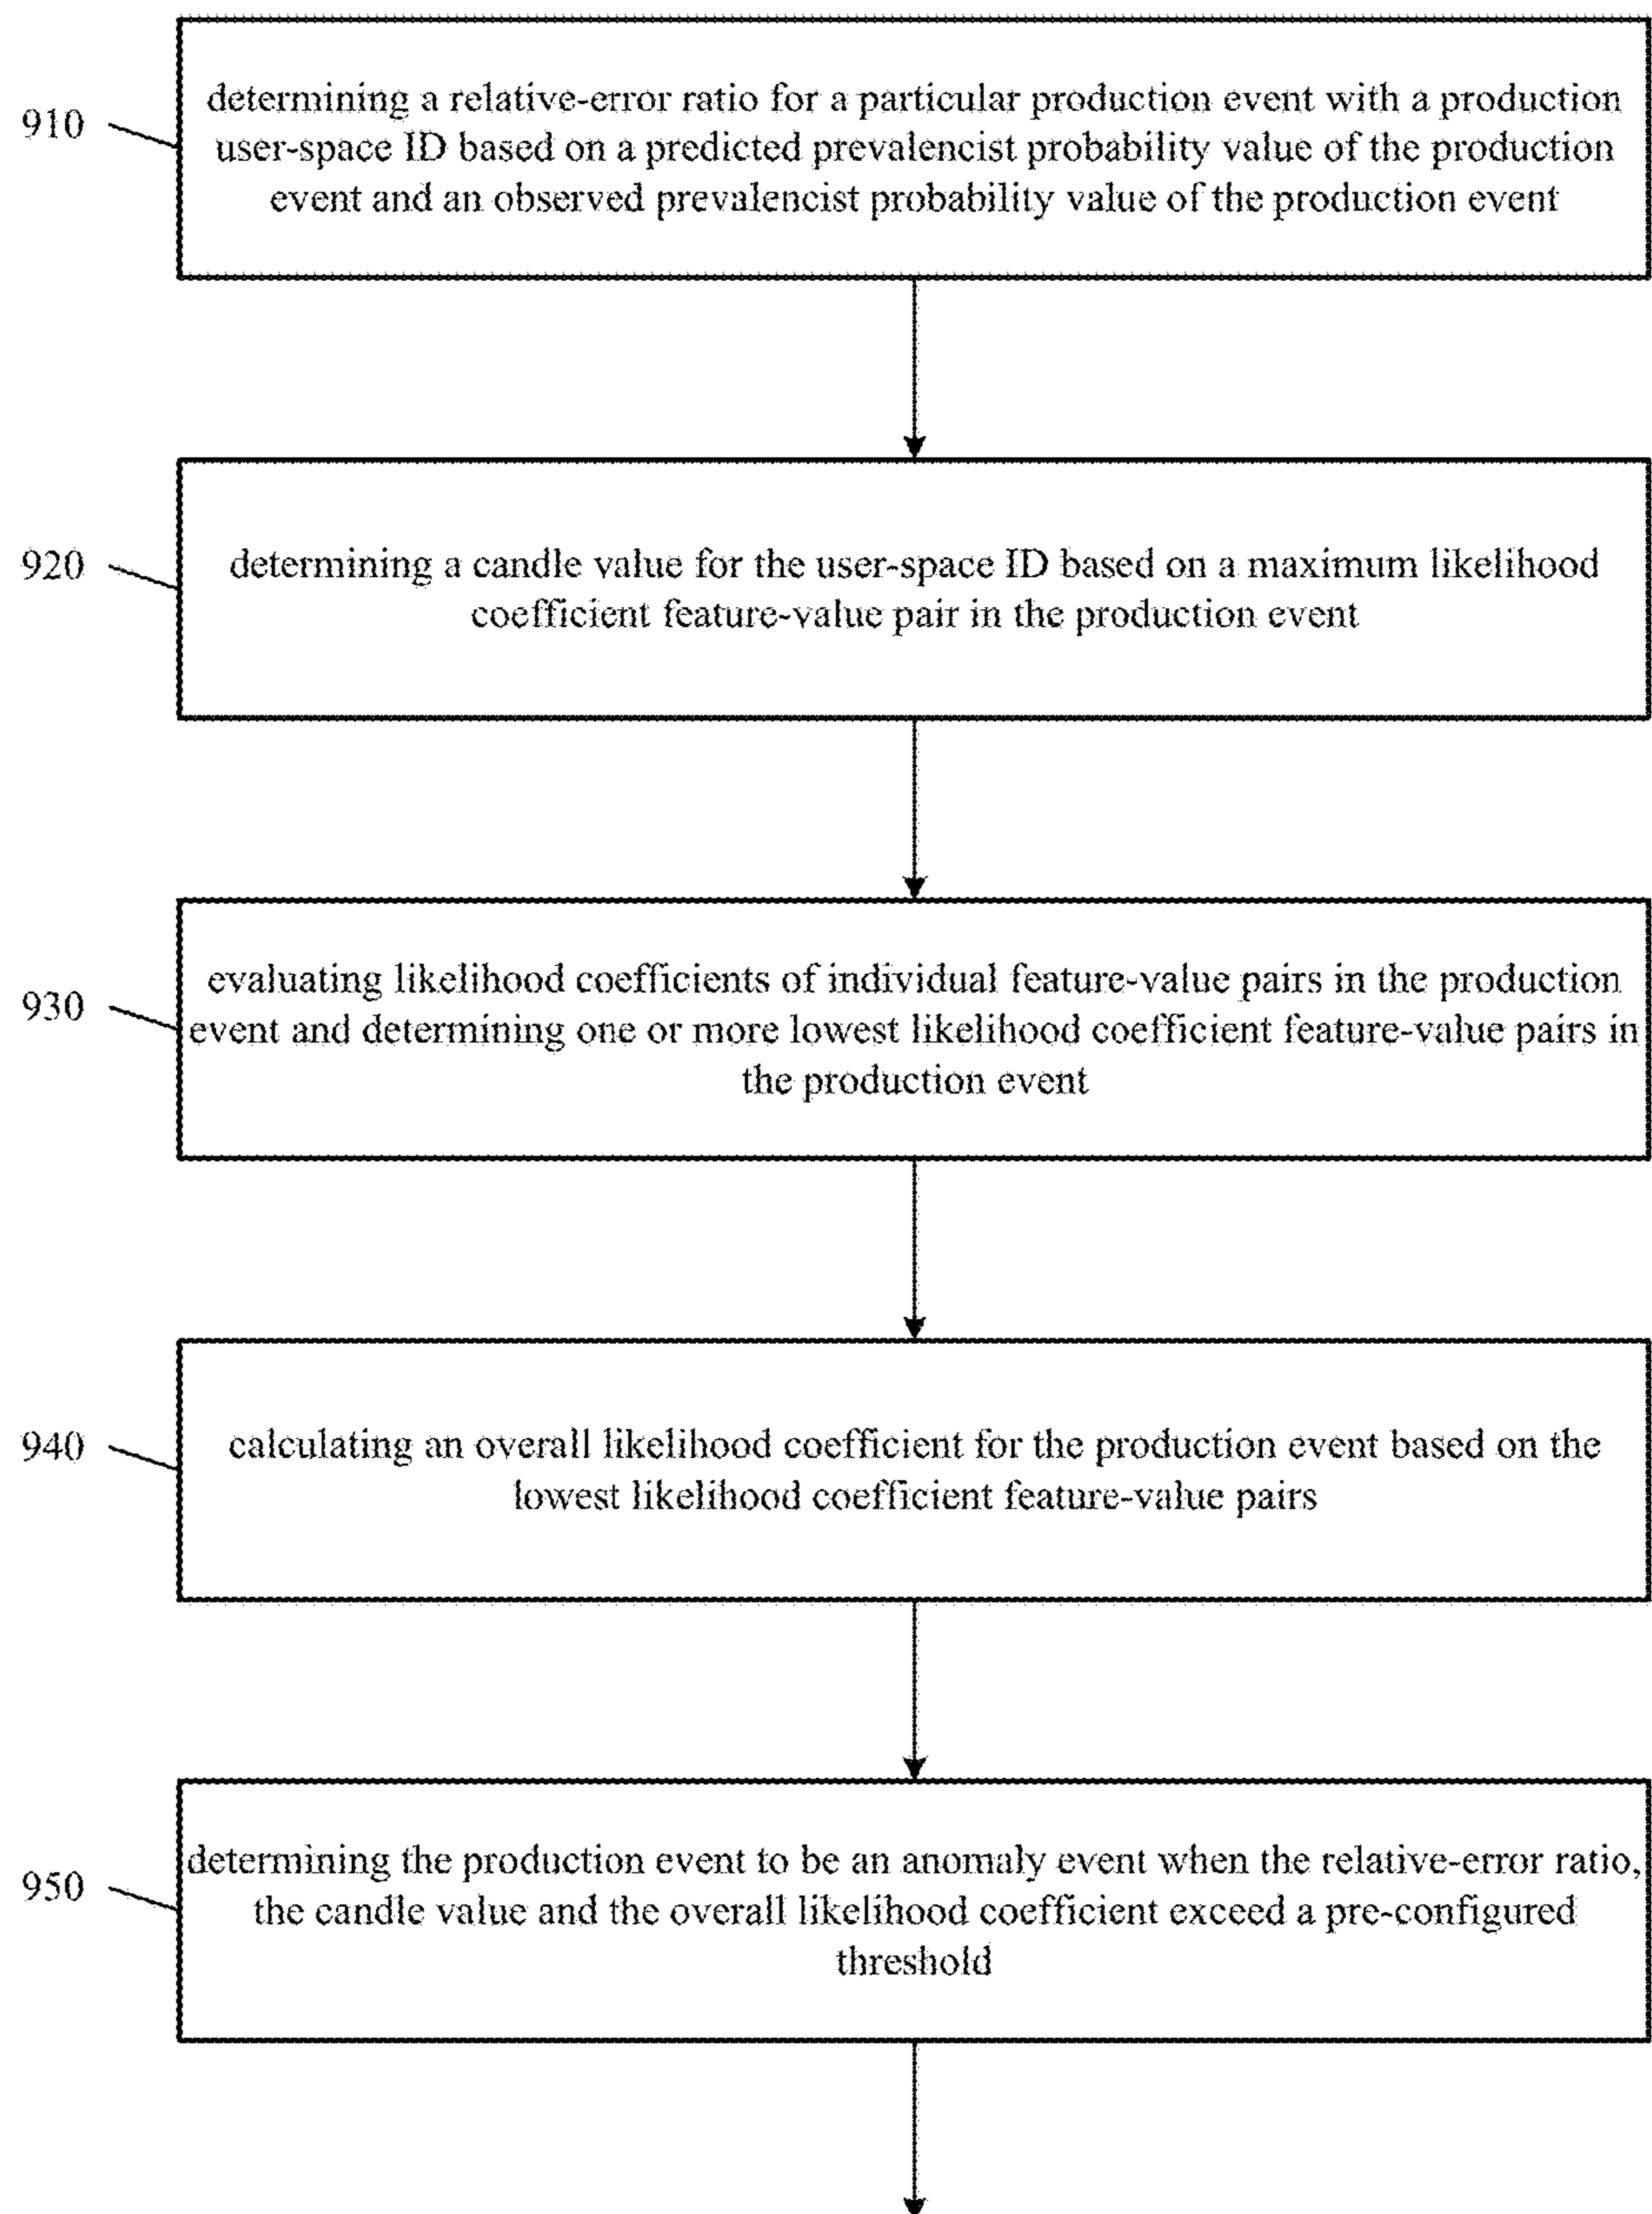 910
determining a relative-error ratio for a particular production event with a production
user-space ID based on a predicted prevalencist probability value of the production
event and an observed prevalencist probability value of the production event
920
determining a candle value for the user-space ID based on a maximum likelihood
coefficient feature-value pair in the production event
930
evaluating likelihood coefficients of individual feature-value pairs in the production
event and determining one or more lowest likelihood coefficient feature-value pairs in
the production event
940
calculating an overall likelihood coefficient for the production event based on the
lowest likelihood coefficient feature-value pairs
950
determining the production event to be an anomaly event when the relative-error ratio,
the candle value and the overall likelihood coefficient exceed a pre-configured
threshold